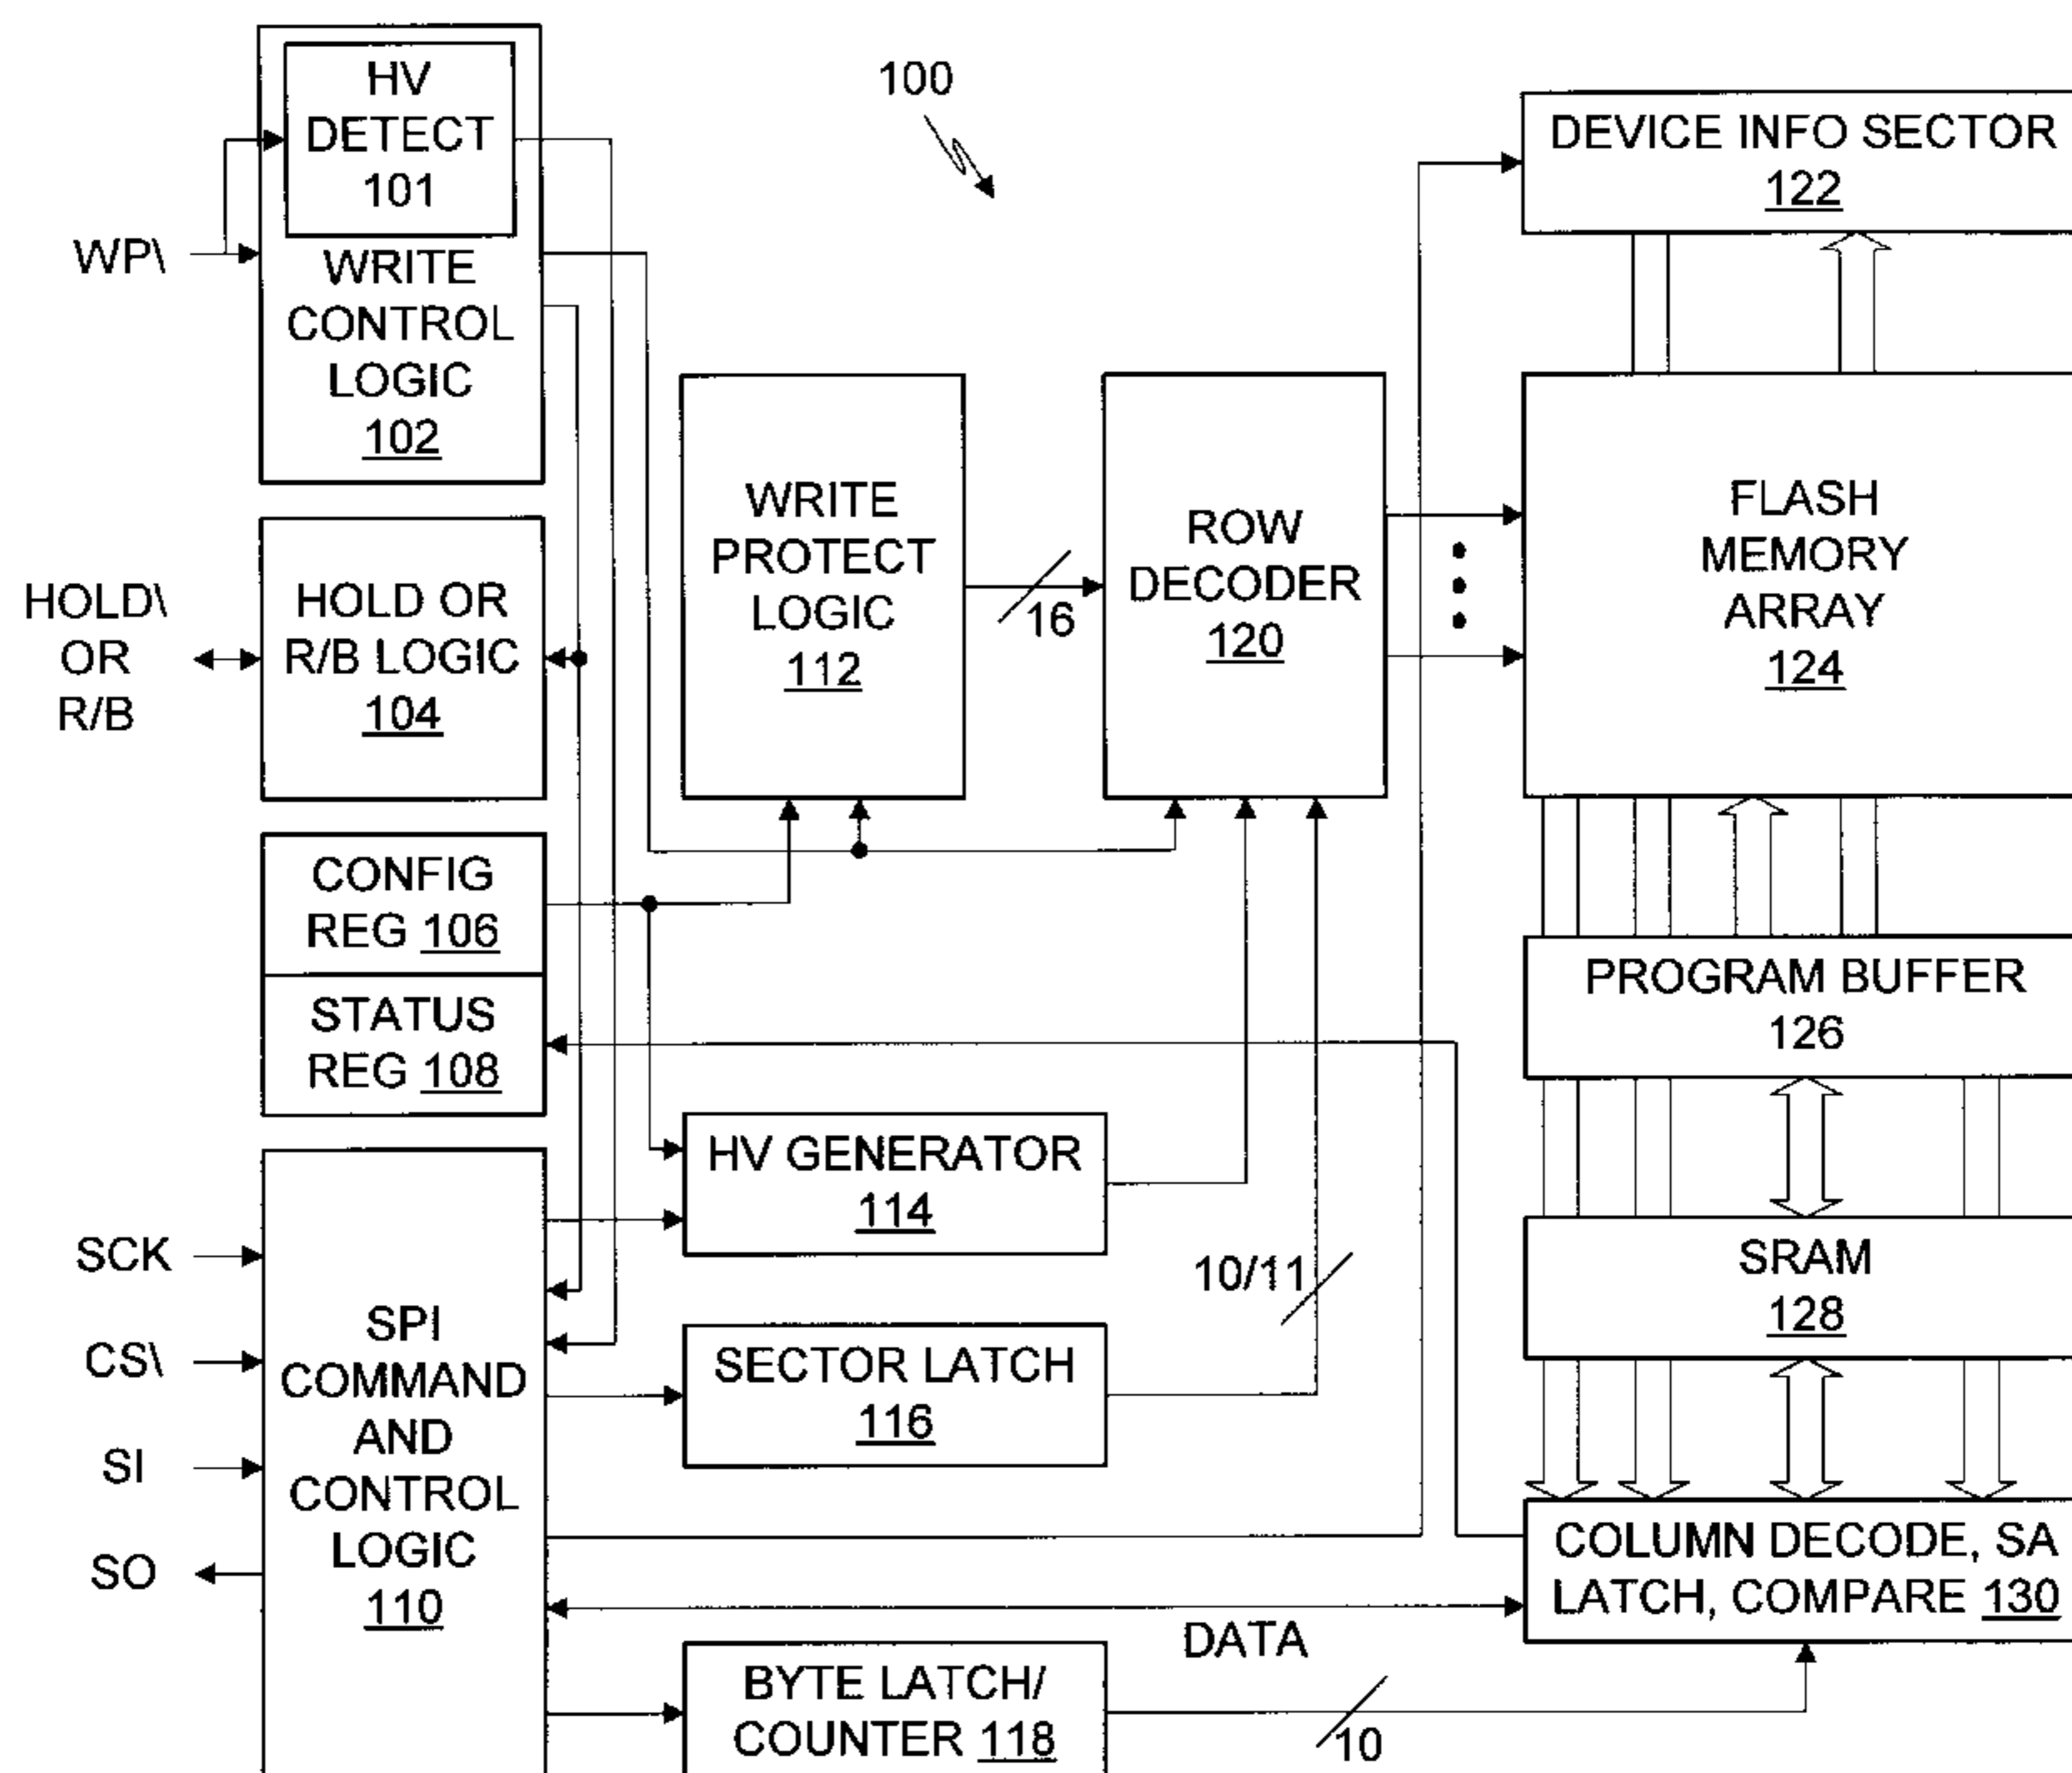 HV
DETECT
101
WP\
WRITE
CONTROL
LOGIC
102
100
DEVICE INFO SECTOR
122
HOLD\
OR
R/B
HOLD OR
R/B LOGIC
104
WRITE
PROTECT
LOGIC
112
16
ROW
DECODER
120
FLASH
MEMORY
ARRAY
124
CONFIG
REG 106
STATUS
REG 108
PROGRAM BUFFER
126
HV GENERATOR
114
10/11
SRAM
128
SCK
CS\
SI
SO
SPI
COMMAND
AND
CONTROL
LOGIC
110
SECTOR LATCH
116
COLUMN DECODE, SA
LATCH, COMPARE 130
DATA
BYTE LATCH/
COUNTER 118
10